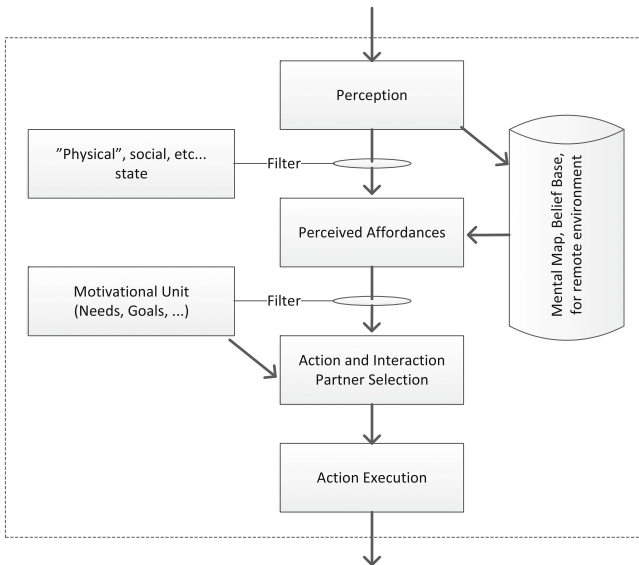 Perception
”Physical”, social, etc...
state
Filter
Mental Map, Belief Base,
for remote environment
Perceived Affordances
Motivational Unit
(Needs, Goals, ...)
Filter
Action and Interaction
Partner Selection
Action Execution